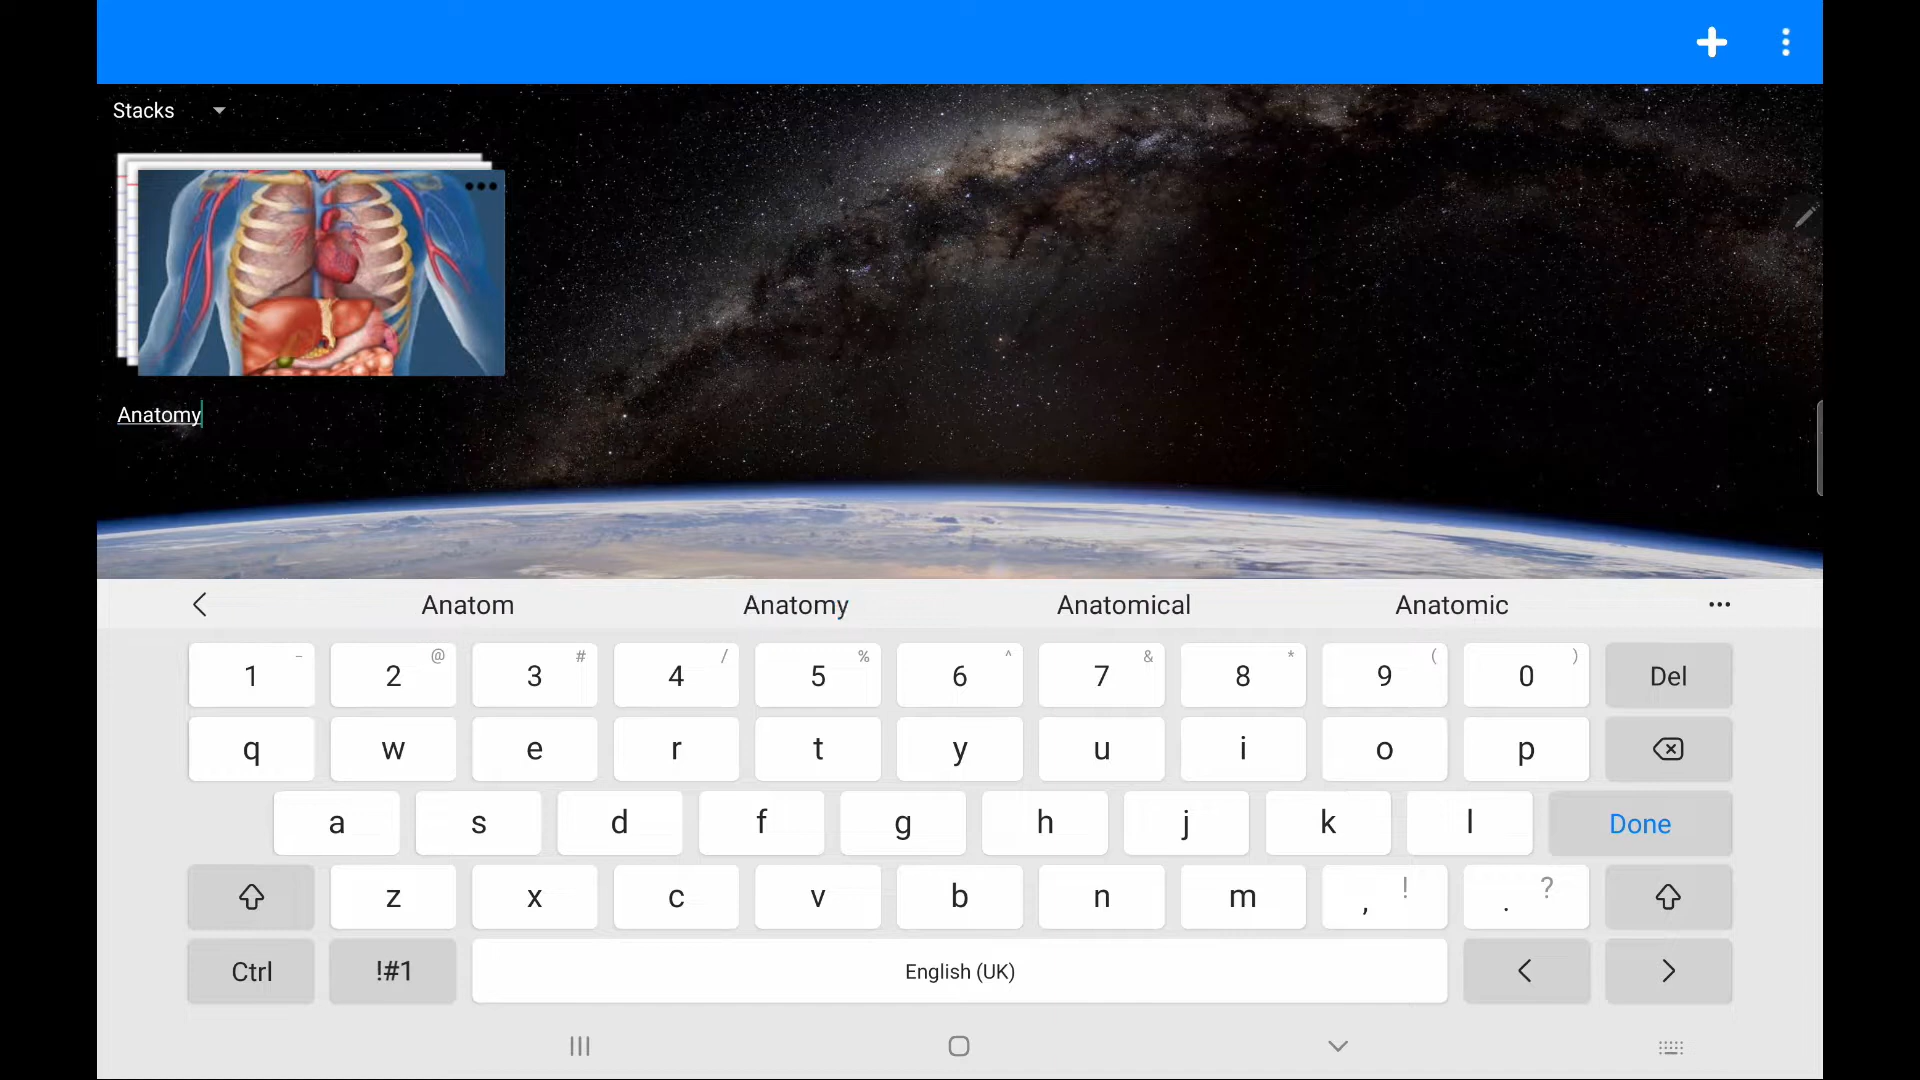 Stacks
Anatomy
Anatom Anatomy Anatomical Anatomic
1 - 2 @ 3 # 4 / 5 % 6 ^ 7 & 8 * 9 ( 0 ) Del
q w e r t y u i o p
a s d f g h j k l Done
z x c v b n m , ! . ?
Ctrl !#1 English (UK)